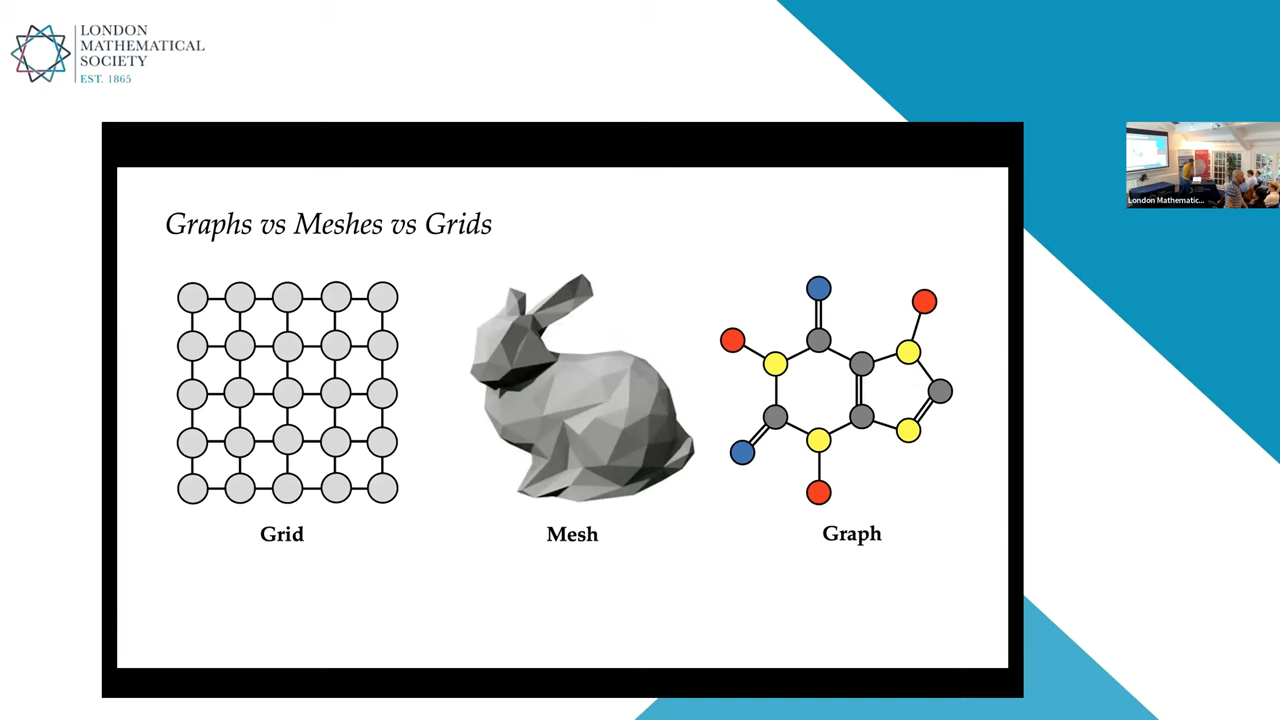 LONDON
MATHEMATICAL
SOCIETY
EST. 1865
Graphs vs Meshes vs Grids
Grid
Mesh
Graph
London Mathematic...